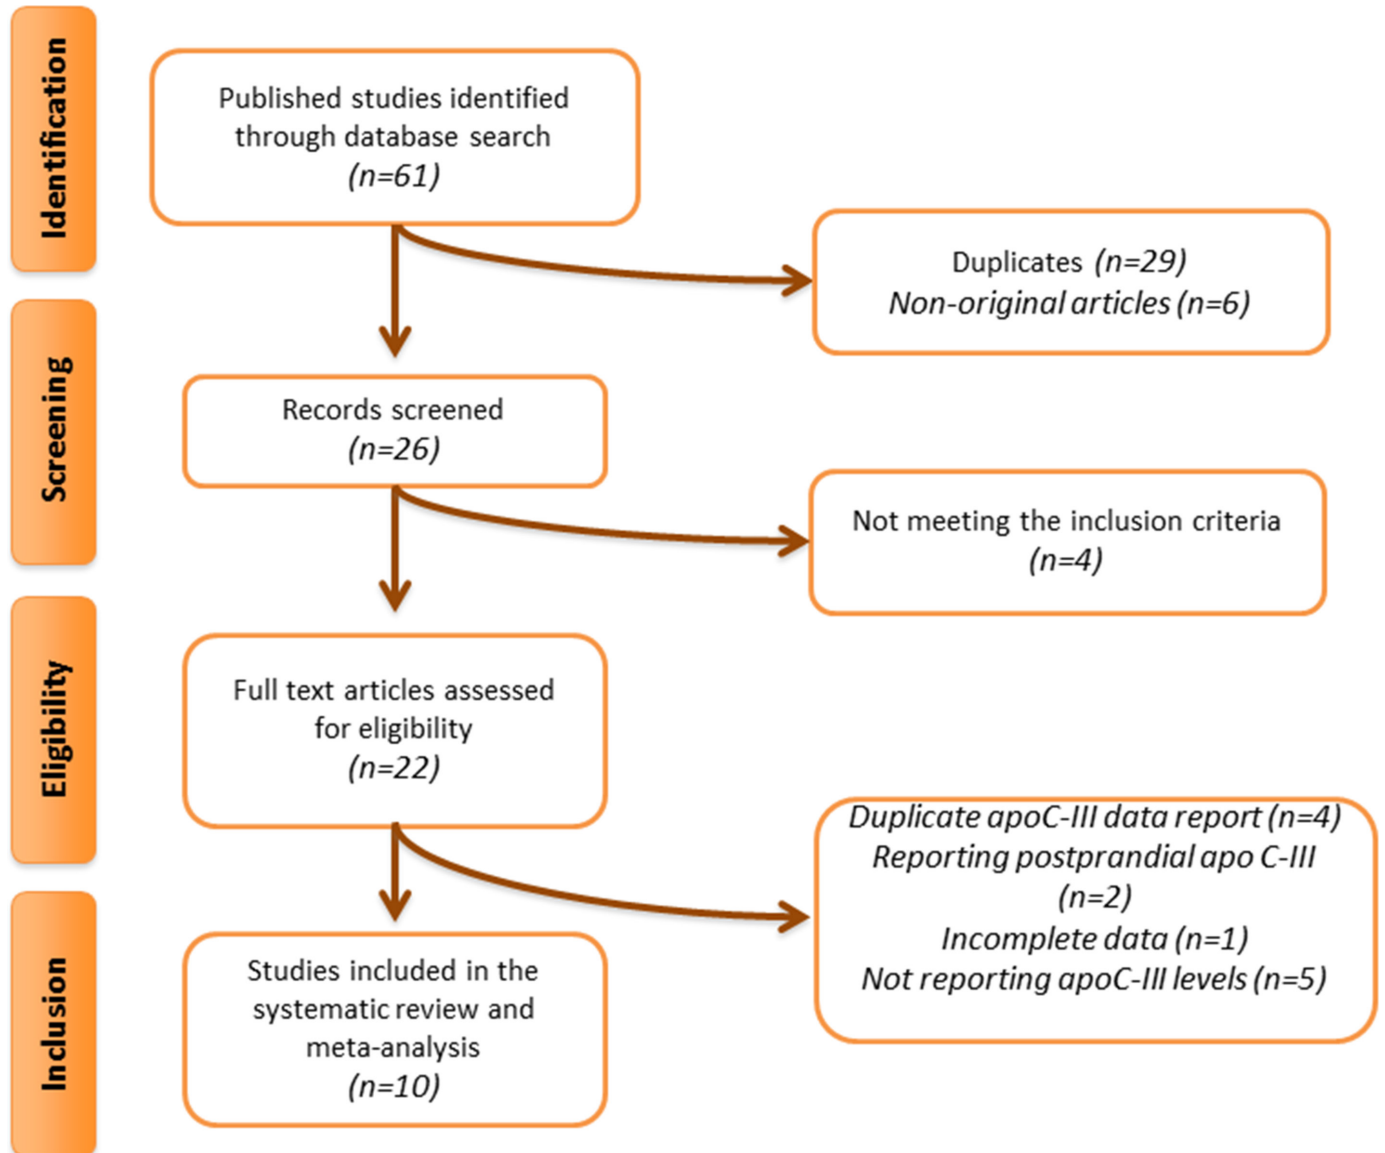 Identification
Published studies identified
through database search
(n=61)
Duplicates (n=29)
Non-original articles (n=6)
Screening
Records screened
(n=26)
Not meeting the inclusion criteria
(n=4)
Eligibility
Full text articles assessed
for eligibility
(n=22)
Duplicate apoC-III data report (n=4)
Reporting postprandial apo C-III
(n=2)
Incomplete data (n=1)
Not reporting apoC-III levels (n=5)
Inclusion
Studies included in the
systematic review and
meta-analysis
(n=10)